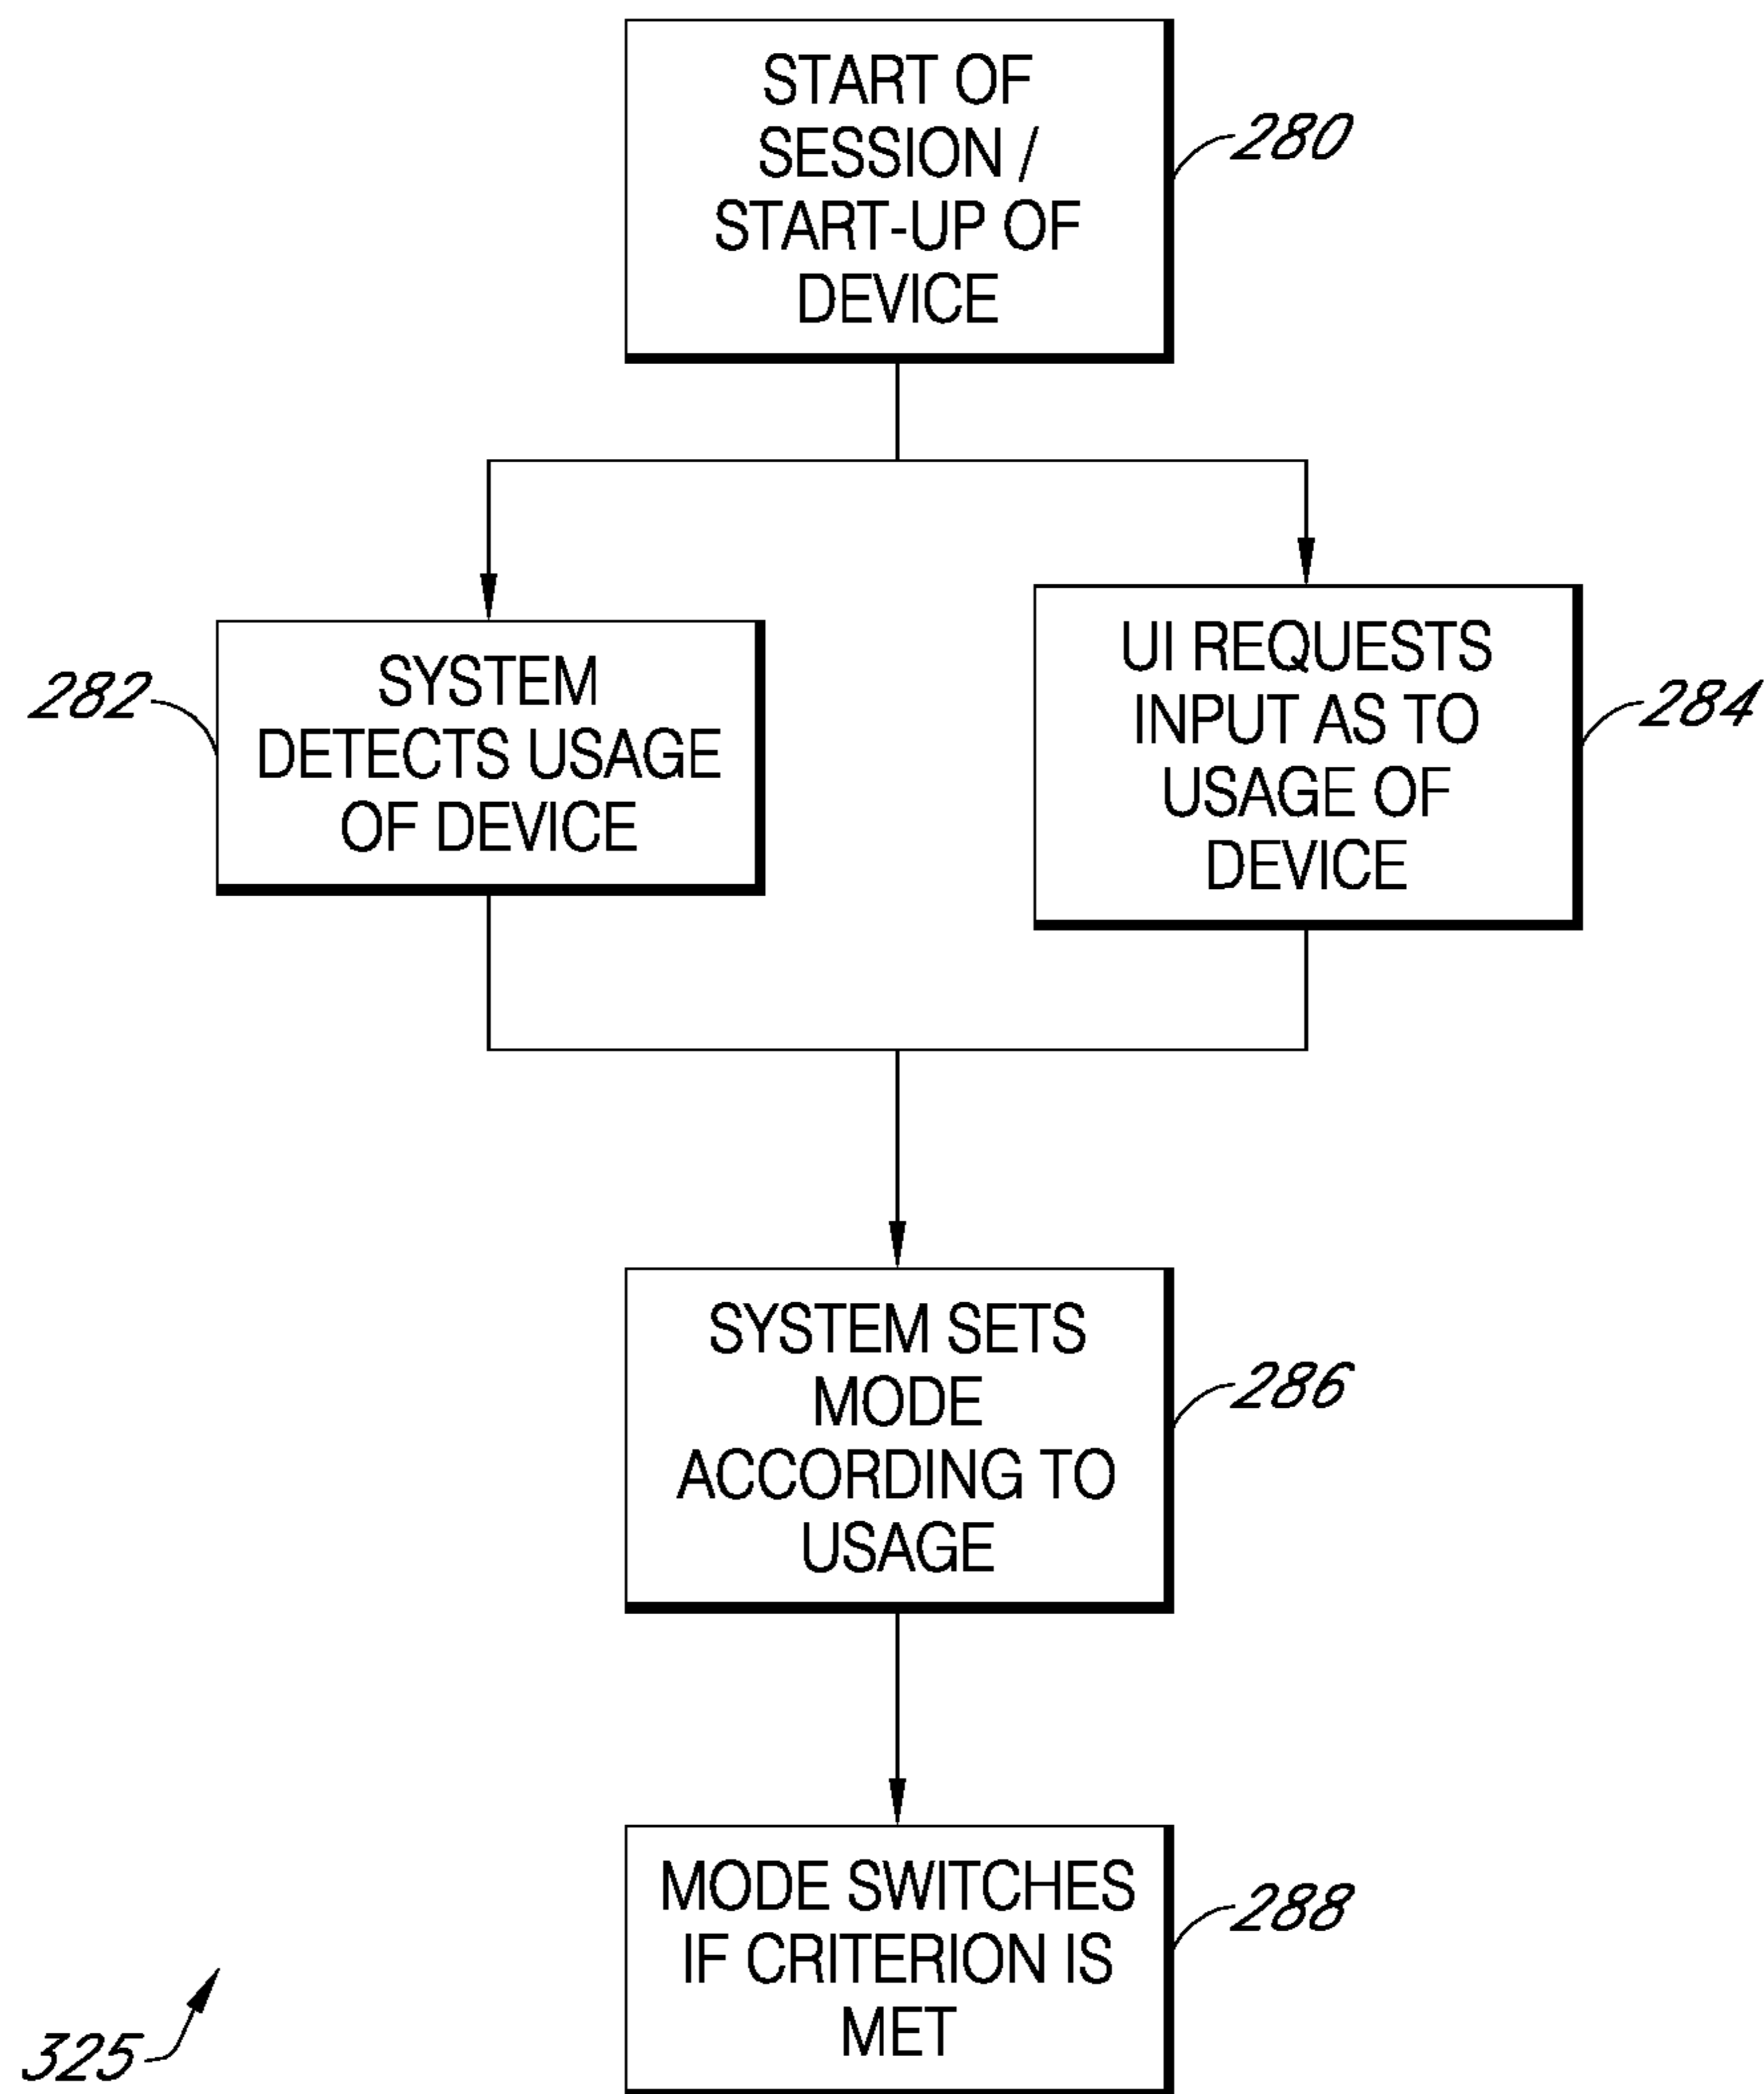 START OF
SESSION /
START-UP OF
DEVICE
280
SYSTEM
DETECTS USAGE
OF DEVICE
282
UI REQUESTS
INPUT AS TO
USAGE OF
DEVICE
284
SYSTEM SETS
MODE
ACCORDING TO
USAGE
286
MODE SWITCHES
IF CRITERION IS
MET
288
325